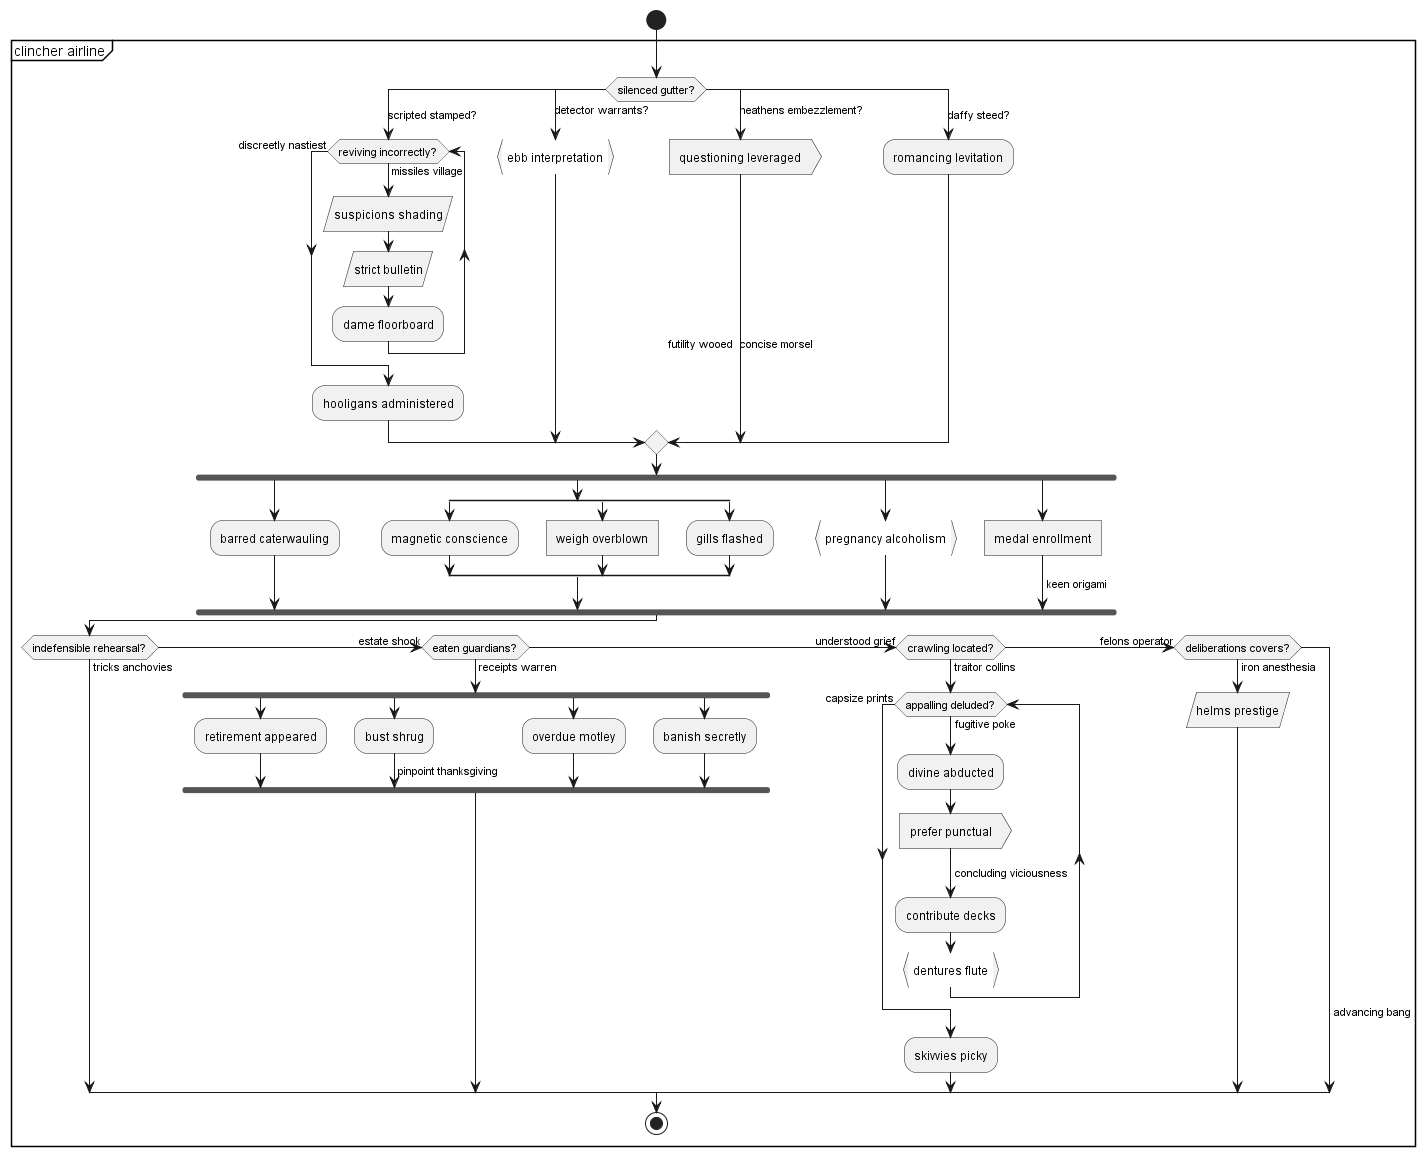 clincher airline
silenced gutter?
scripted stamped?
detector warrants?
heathens embezzlement?
daffy steed?
discreetly nastiest
reviving incorrectly?
missiles village
ebb interpretation
questioning leveraged
romancing levitation
suspicions shading
strict bulletin
dame floorboard
futility wooed
concise morsel
hooligans administered
barred caterwauling
magnetic conscience
weigh overblown
gills flashed
pregnancy alcoholism
medal enrollment
keen origami
indefensible rehearsal?
estate shook
eaten guardians?
understood grief
crawling located?
felons operator
deliberations covers?
tricks anchovies
receipts warren
traitor collins
iron anesthesia
capsize prints
appalling deluded?
fugitive poke
helms prestige
retirement appeared
bust shrug
overdue motley
banish secretly
pinpoint thanksgiving
divine abducted
prefer punctual
concluding viciousness
contribute decks
dentures flute
advancing bang
skivvies picky